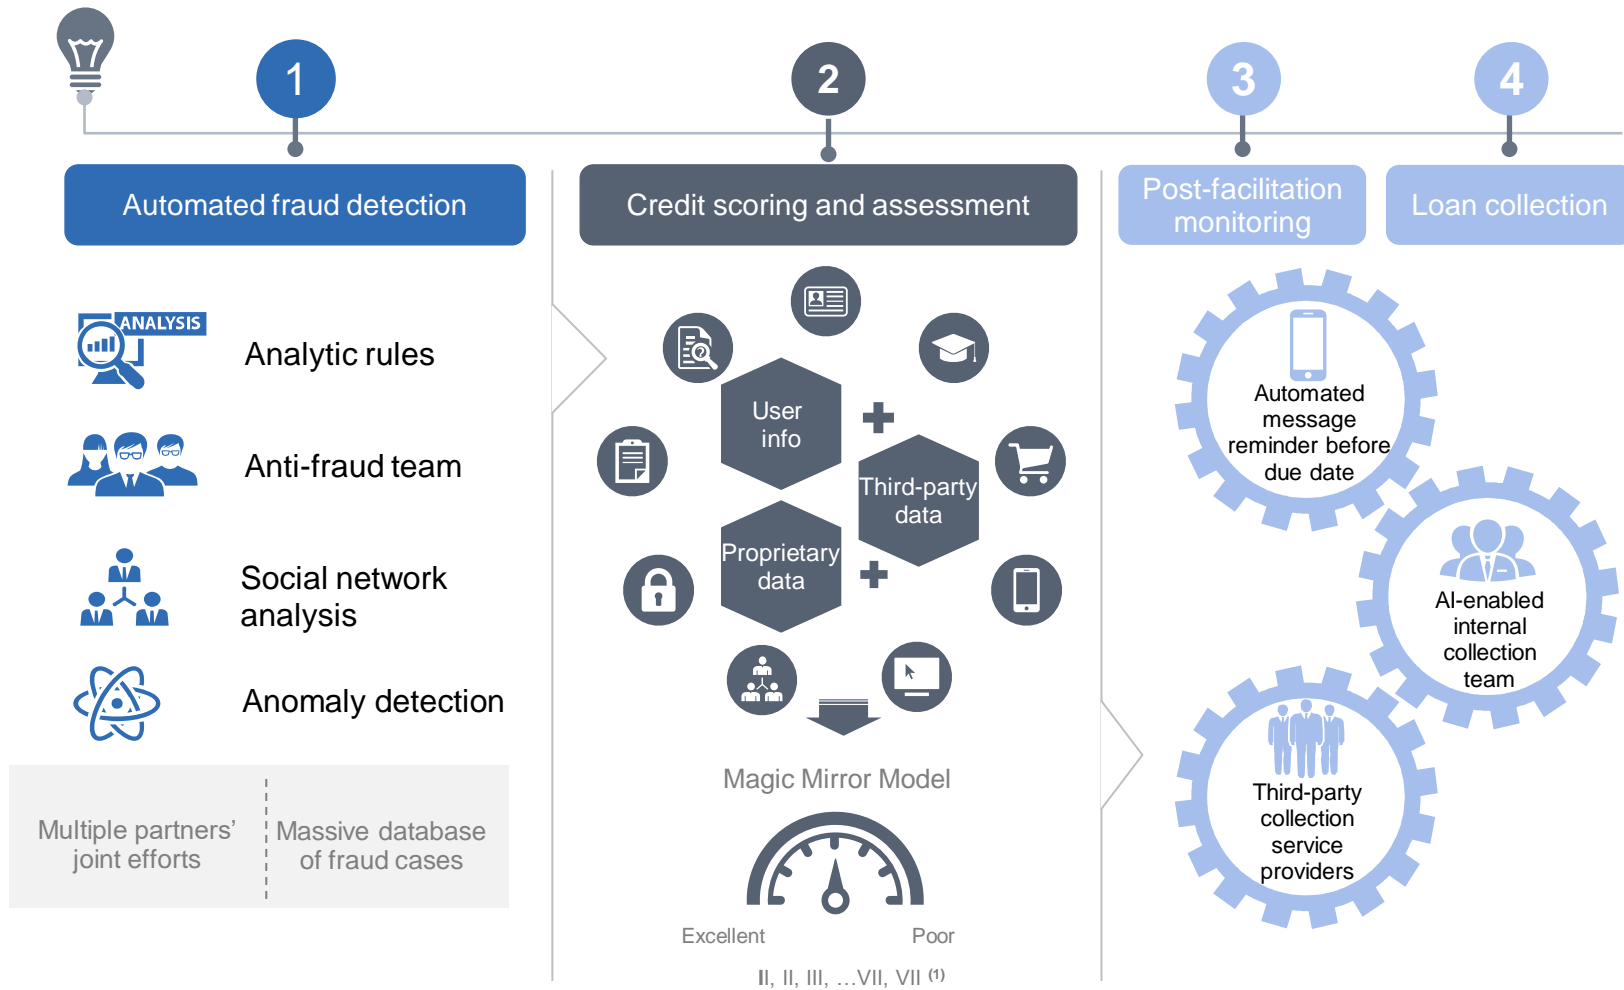 1
2
3
4
Automated fraud detection
Credit scoring and assessment
Post-facilitation
monitoring
Loan collection
ANALYSIS
Analytic rules
Anti-fraud team
Social network
analysis
Anomaly detection
Multiple partners’
joint efforts
Massive database
of fraud cases
User
info
Third-party
data
Proprietary
data
Magic Mirror Model
Excellent
Poor
II, II, III, …VII, VII (1)
Automated
message
reminder before
due date
AI-enabled
internal
collection
team
Third-party
collection
service
providers